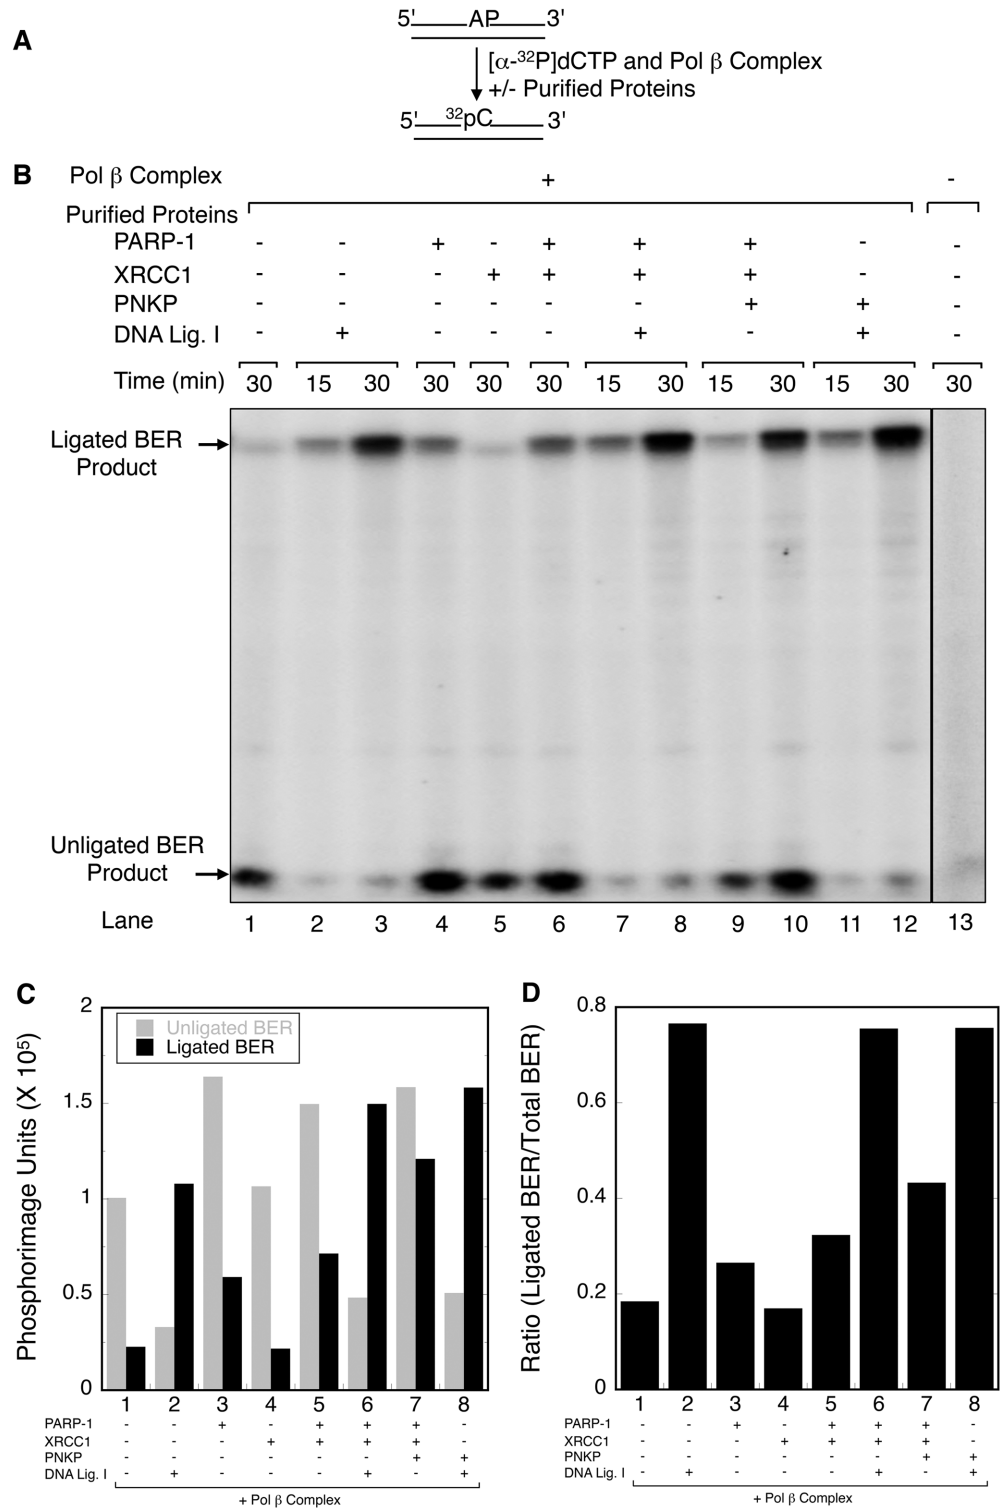 A
5' AP 3'
[α-³²P]dCTP and Pol β Complex
+/- Purified Proteins
5' ³²pC 3'
B
Pol β Complex + -
Purified Proteins
PARP-1 - - + - + + + - -
XRCC1 - - - + + + + - -
PNKP - - - - - - + + -
DNA Lig. I - + - - - + - + -
Time (min) 30 15 30 30 30 30 15 30 15 30 15 30 30
Ligated BER
Product
Unligated BER
Product
Lane 1 2 3 4 5 6 7 8 9 10 11 12 13
C
Phosphorimage Units (X 10⁵)
2
1.5
1
0.5
0
Unligated BER
Ligated BER
1 2 3 4 5 6 7 8
PARP-1 - - + - + + + -
XRCC1 - - - + + + + -
PNKP - - - - - - + +
DNA Lig. I - + - - - + - +
+ Pol β Complex
D
Ratio (Ligated BER/Total BER)
0.8
0.6
0.4
0.2
0
1 2 3 4 5 6 7 8
PARP-1 - - + - + + + -
XRCC1 - - - + + + + -
PNKP - - - - - - + +
DNA Lig. I - + - - - + - +
+ Pol β Complex